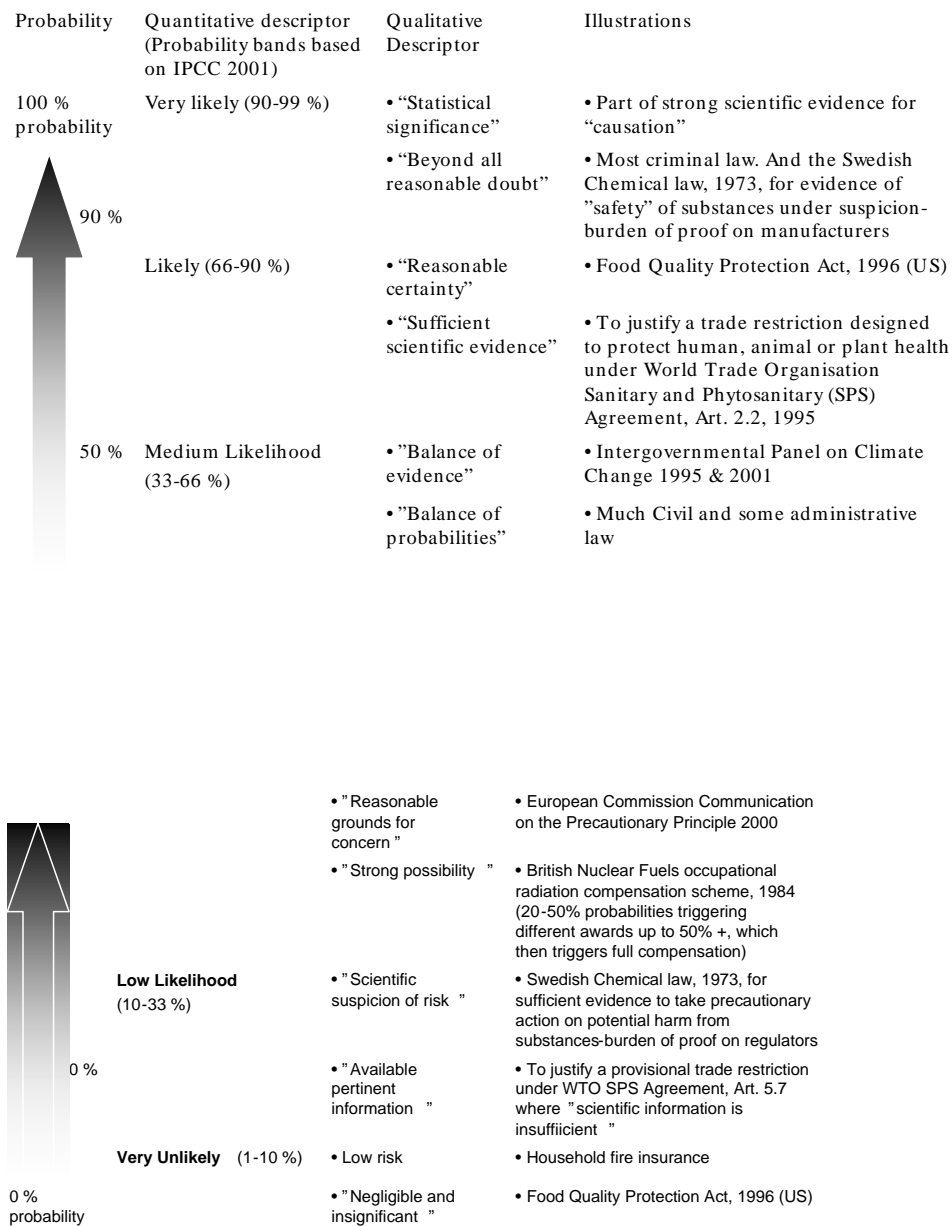 Probability Quantitative descriptor Qualitative Illustrations
(Probability bands based Descriptor
on IPCC 2001)
100 % Very likely (90-99 %) • “Statistical • Part of strong scientific evidence for
probability significance” “causation”
• “Beyond all • Most criminal law. And the Swedish
reasonable doubt” Chemical law, 1973, for evidence of
90 % ”safety” of substances under suspicion-
burden of proof on manufacturers
Likely (66-90 %) • “Reasonable • Food Quality Protection Act, 1996 (US)
certainty”
• “Sufficient • To justify a trade restriction designed
scientific evidence” to protect human, animal or plant health
under World Trade Organisation
Sanitary and Phytosanitary (SPS)
Agreement, Art. 2.2, 1995
50 % Medium Likelihood • ”Balance of • Intergovernmental Panel on Climate
(33-66 %) evidence” Change 1995 & 2001
• ”Balance of • Much Civil and some administrative
probabilities” law
• ” Reasonable • European Commission Communication
grounds for on the Precautionary Principle 2000
concern ”
• ” Strong possibility ” • British Nuclear Fuels occupational
radiation compensation scheme, 1984
(20-50% probabilities triggering
different awards up to 50% +, which
then triggers full compensation)
Low Likelihood • ” Scientific • Swedish Chemical law, 1973, for
(10-33 %) suspicion of risk ” sufficient evidence to take precautionary
action on potential harm from
substances-burden of proof on regulators
0 % • ” Available • To justify a provisional trade restriction
pertinent under WTO SPS Agreement, Art. 5.7
information ” where ” scientific information is
insuffiicient ”
Very Unlikely (1-10 %) • Low risk • Household fire insurance
0 % • ” Negligible and • Food Quality Protection Act, 1996 (US)
probability insignificant ”